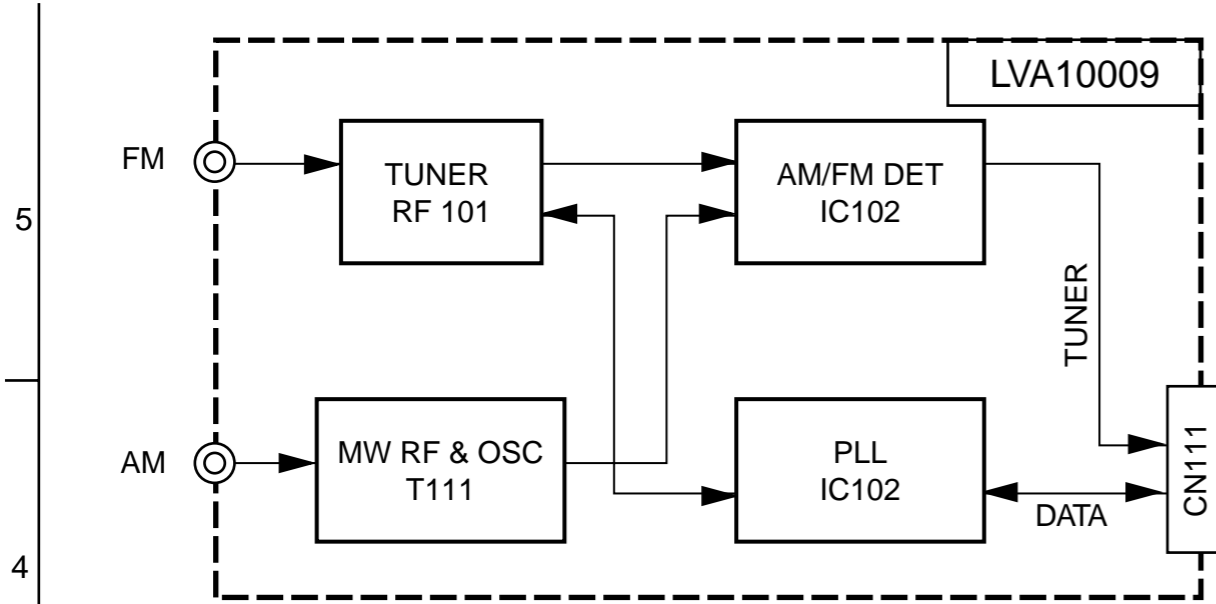 LVA10009
FM
TUNER
RF 101
AM/FM DET
IC102
5
TUNER
AM
MW RF & OSC
T111
PLL
IC102
DATA
CN111
4